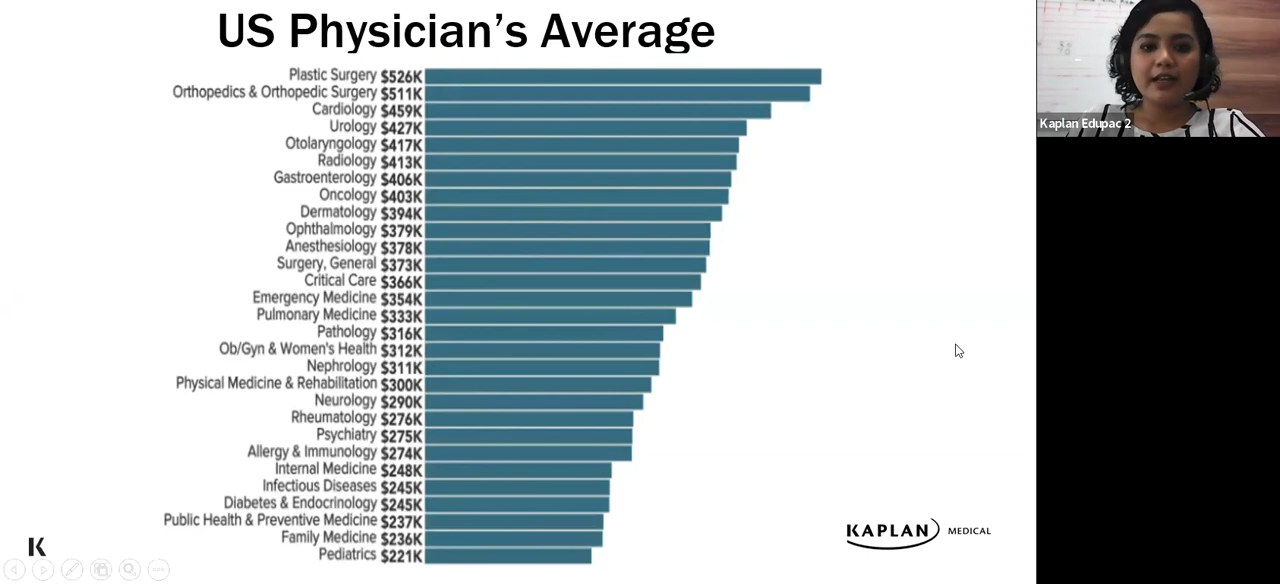 US Physician's Average
Plastic Surgery $526K
Orthopedics & Orthopedic Surgery $511K
Cardiology $459K
Urology $427K
Otolaryngology $417K
Radiology $413K
Gastroenterology $406K
Oncology $403K
Dermatology $394K
Ophthalmology $379K
Anesthesiology $378K
Surgery, General $373K
Critical Care $366K
Emergency Medicine $354K
Pulmonary Medicine $333K
Pathology $316K
Ob/Gyn & Women's Health $312K
Nephrology $311K
Physical Medicine & Rehabilitation $300K
Neurology $290K
Rheumatology $276K
Psychiatry $275K
Allergy & Immunology $274K
Internal Medicine $248K
Infectious Diseases $245K
Diabetes & Endocrinology $245K
Public Health & Preventive Medicine $237K
Family Medicine $236K
Pediatrics $221K
K
KAPLAN MEDICAL
Kaplan Edupac 2